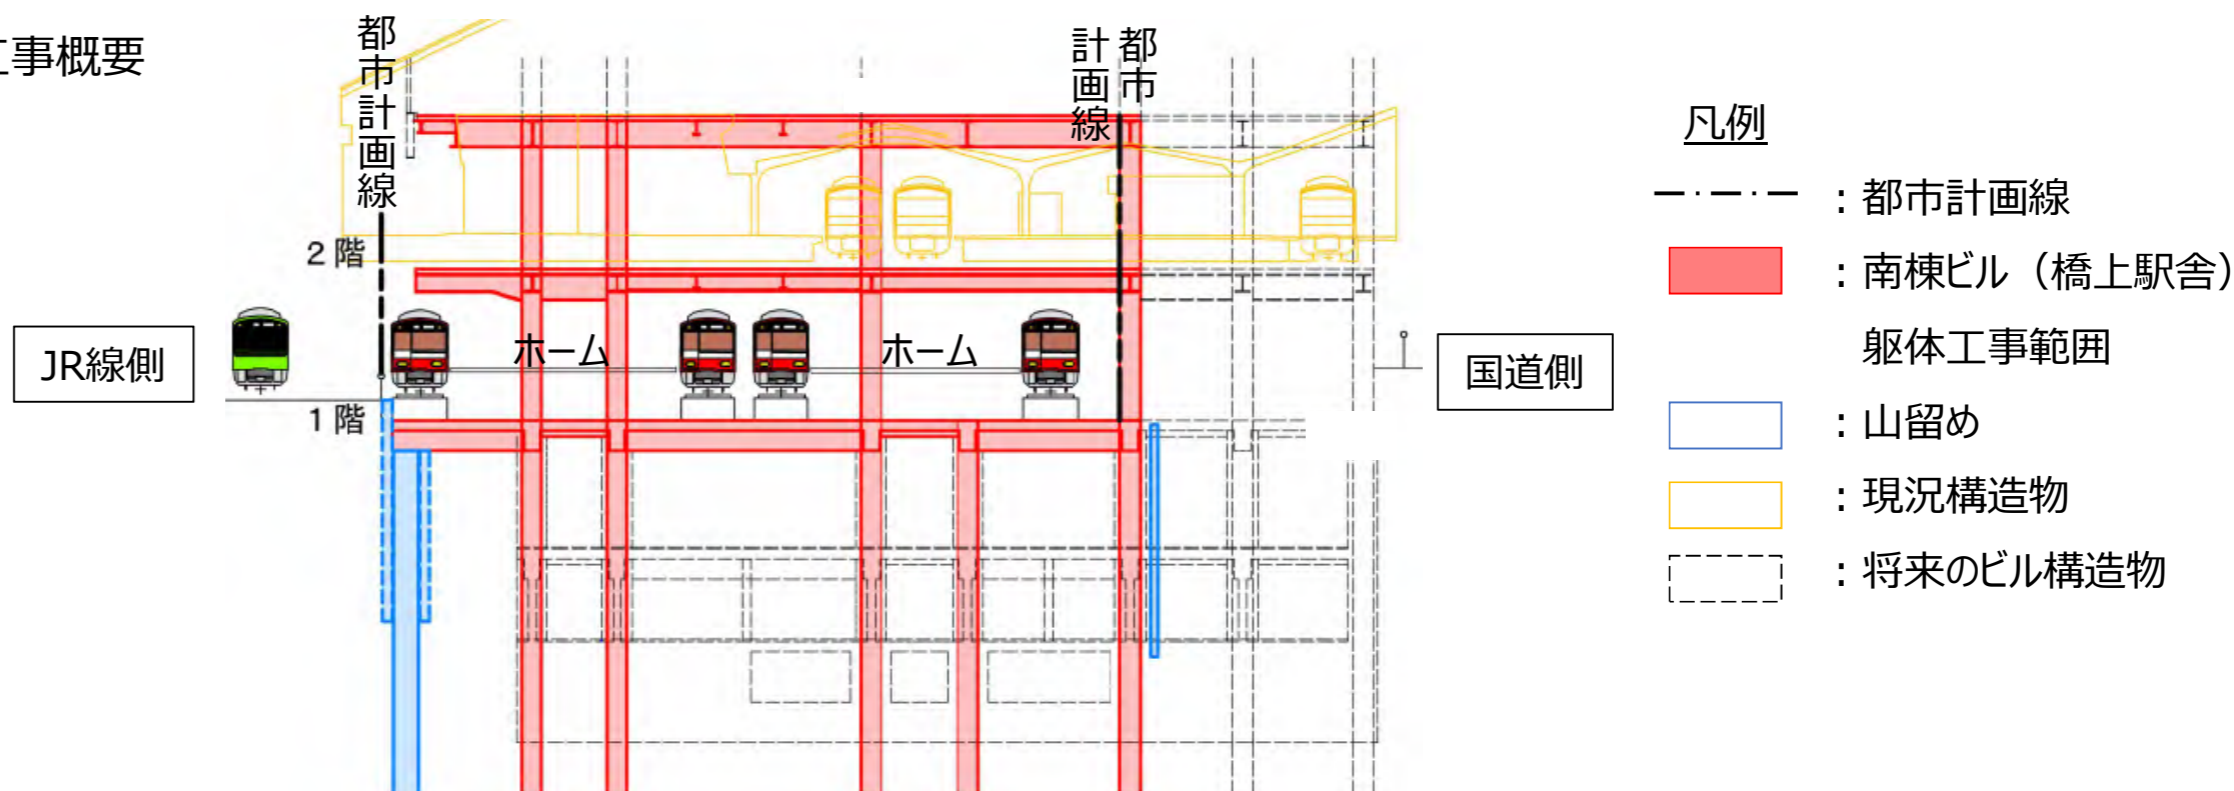 工事概要
都市計画線
都市
計画線
2階
JR線側
ホーム
ホーム
国道側
1階
凡例
：都市計画線
：南棟ビル（橋上駅舎）
躯体工事範囲
：山留め
：現況構造物
：将来のビル構造物